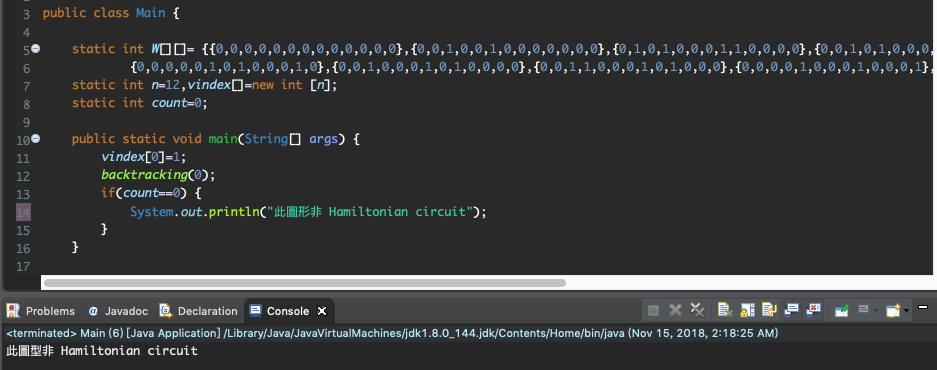 3 public class Main {
4
5 static int W[][]= {{0,0,0,0,0,0,0,0,0,0,0,0,0},{0,0,1,0,0,1,0,0,0,0,0,0,0},{0,1,0,1,0,0,0,1,1,0,0,0,0},{0,0,1,0,1,0,0,0,
6 {0,0,0,0,0,1,0,1,0,0,0,1,0},{0,0,1,0,0,0,1,0,1,0,0,0,0},{0,0,1,1,0,0,0,1,0,1,0,0,0},{0,0,0,0,1,0,0,0,1,0,0,0,1},
7 static int n=12,vindex[]=new int [n];
8 static int count=0;
9
10 public static void main(String[] args) {
11 vindex[0]=1;
12 backtracking(0);
13 if(count==0) {
14 System.out.println("此圖形非 Hamiltonian circuit");
15 }
16 }
17
Problems @ Javadoc Declaration Console
<terminated> Main (6) [Java Application] /Library/Java/JavaVirtualMachines/jdk1.8.0_144.jdk/Contents/Home/bin/java (Nov 15, 2018, 2:18:25 AM)
此圖型非 Hamiltonian circuit